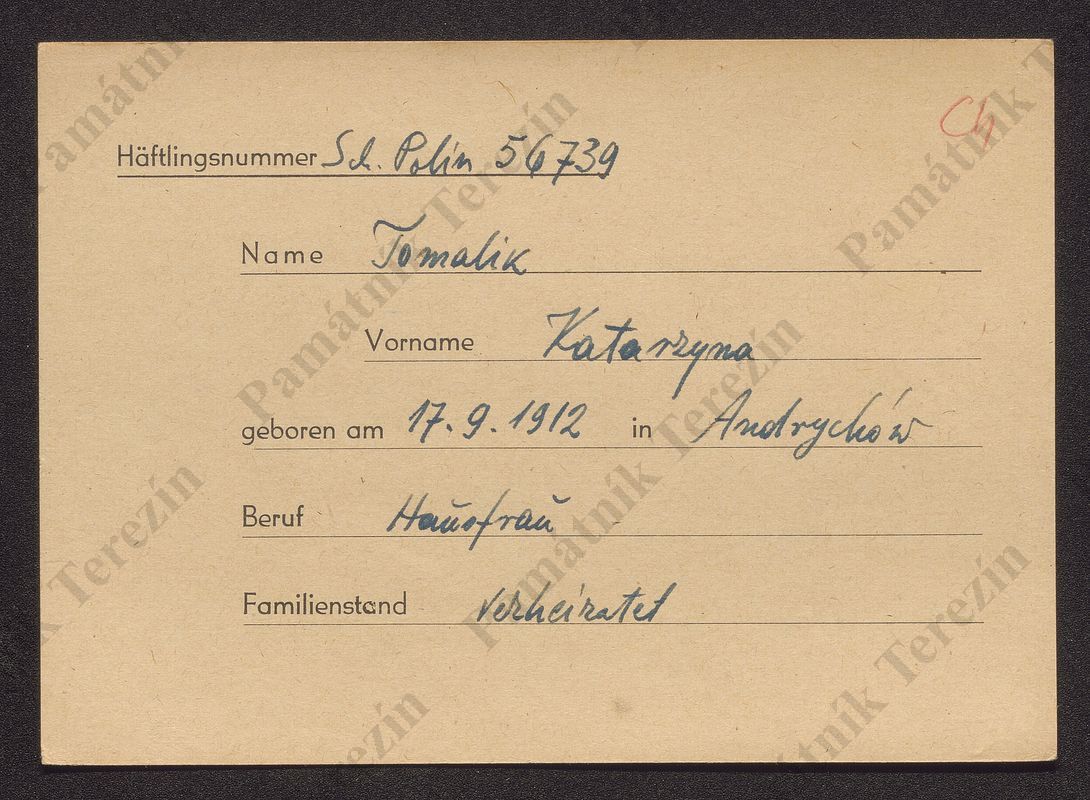 Ch
Häftlingsnummer Sch. Polin 56739
Name Tomalik
Vorname Katarzyna
geboren am 17.9.1912 in Andrychów
Beruf Hausfrau
Familienstand verheiratet
Památník Terezín